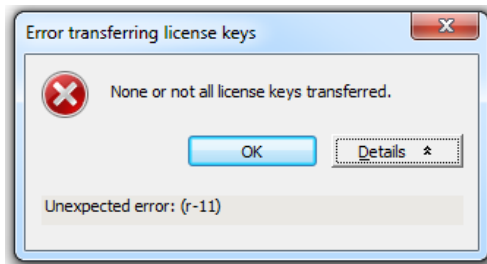 Error transferring license keys
None or not all license keys transferred.
OK
Details
Unexpected error: (r-11)